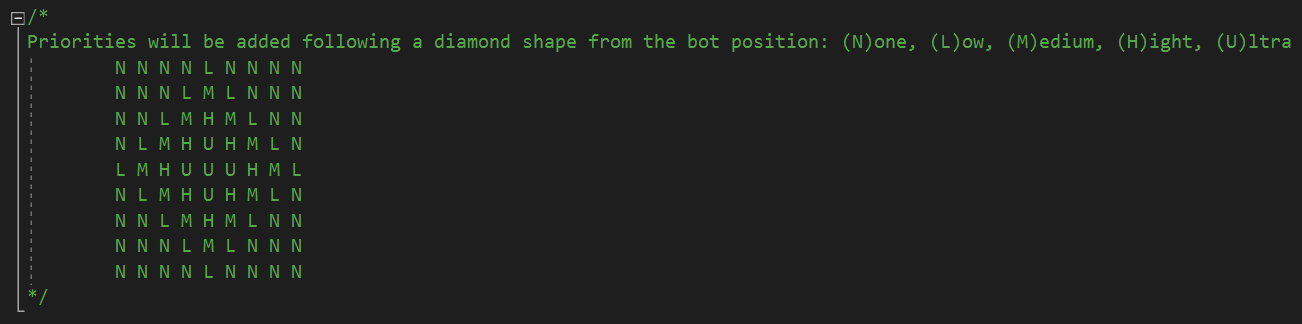 /*
Priorities will be added following a diamond shape from the bot position: (N)one, (L)ow, (M)edium, (H)ight, (U)ltra
N N N N L N N N N
N N N L M L N N N
N N L M H M L N N
N L M H U H M L N
L M H U U U H M L
N L M H U H M L N
N N L M H M L N N
N N N L M L N N N
N N N N L N N N N
*/